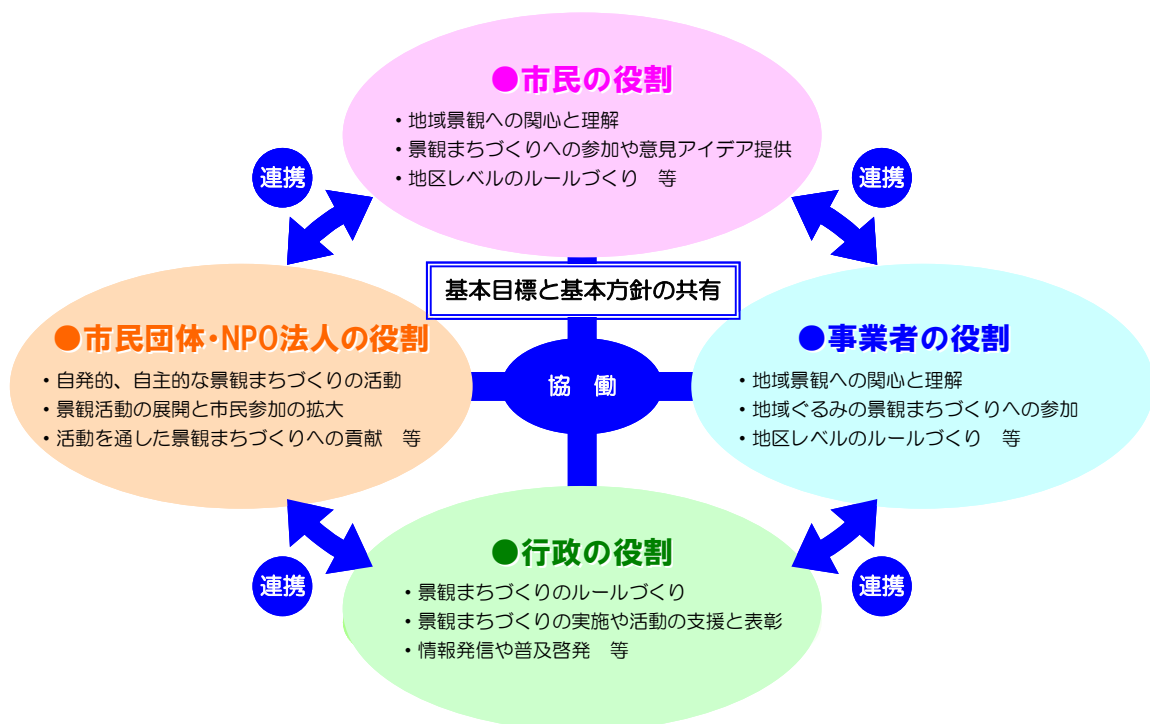 ●市民の役割
・地域景観への関心と理解
・景観まちづくりへの参加や意見アイデア提供
・地区レベルのルールづくり　等
連携
連携
基本目標と基本方針の共有
●市民団体・NPO法人の役割
・自発的、自主的な景観まちづくりの活動
・景観活動の展開と市民参加の拡大
・活動を通した景観まちづくりへの貢献　等
協　働
●事業者の役割
・地域景観への関心と理解
・地域ぐるみの景観まちづくりへの参加
・地区レベルのルールづくり　等
連携
連携
●行政の役割
・景観まちづくりのルールづくり
・景観まちづくりの実施や活動の支援と表彰
・情報発信や普及啓発　等